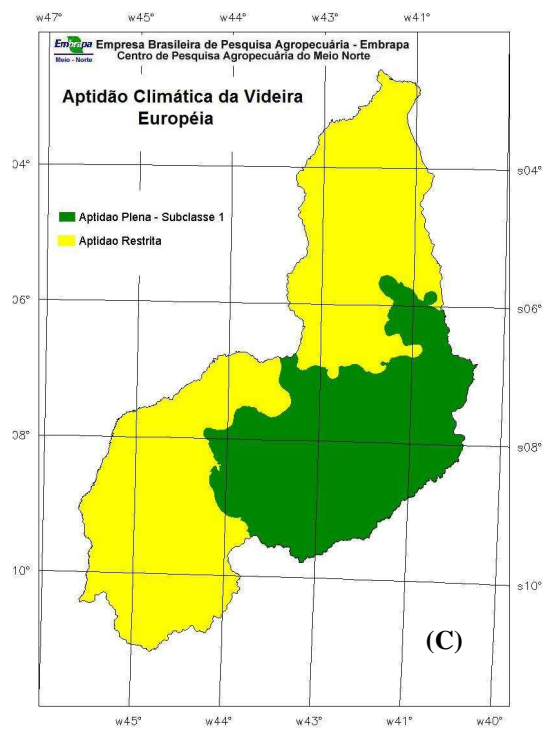 w47° w45° w44° w43° w41°
Embrapa
Meio - Norte
Empresa Brasileira de Pesquisa Agropecuária - Embrapa
Centro de Pesquisa Agropecuária do Meio Norte
Aptidão Climática da Videira
Européia
04° s04°
Aptidao Plena - Subclasse 1
Aptidao Restrita
06° s06°
08° s08°
10° s10°
(C)
w45° w44° w43° w41° w40°